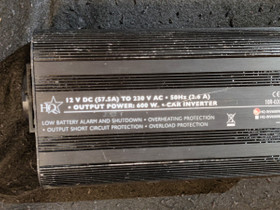 HQ
12 V DC (57.5A) TO 230 V AC • 50Hz (2.6 A)
• OUTPUT POWER: 600 W. • CAR INVERTER
LOW BATTERY ALARM AND SHUTDOWN • OVERHEATING PROTECTION
• OUTPUT SHORT CIRCUIT PROTECTION • OVERLOAD PROTECTION
CE